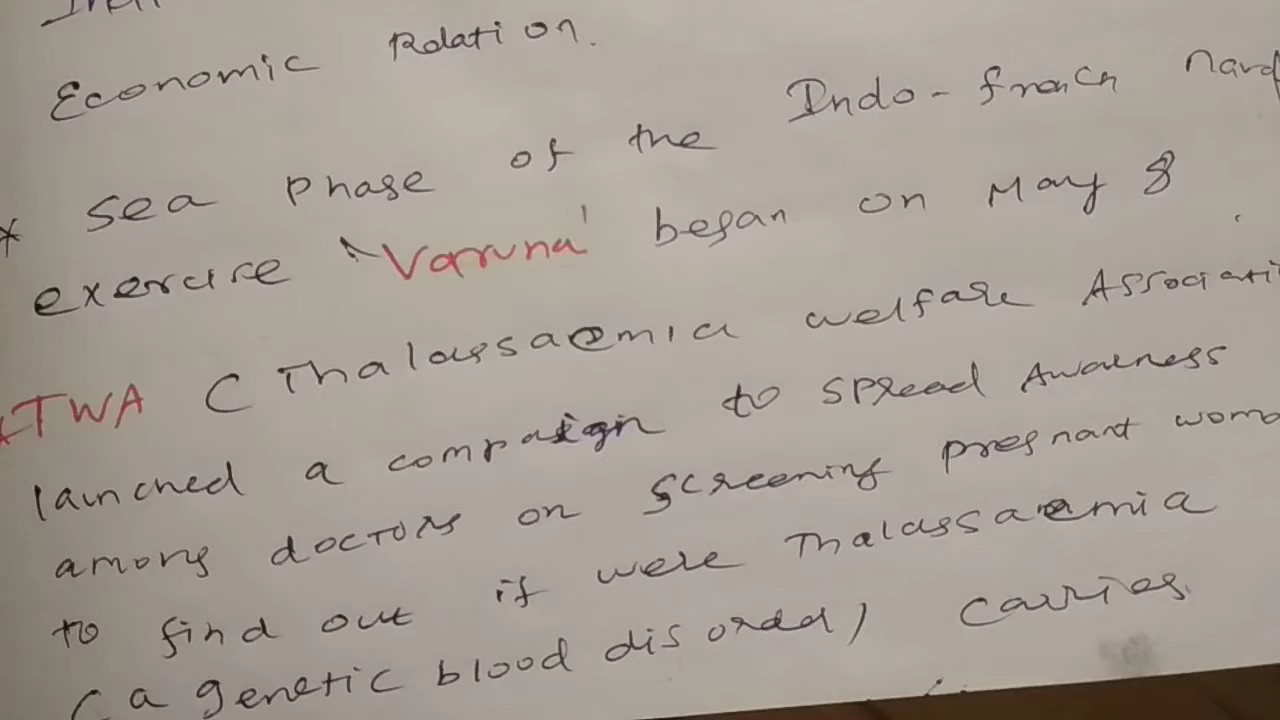 Economic Relation.
* Sea Phase of the Indo-french
exercise 'Varuna' began on May 8
*TWA ( Thalassaemia welfare Associati
launched a campaign to spread Awareness
among doctors on screening pregnant wom
to find out if were Thalassaemia
( a genetic blood disorder) carries.